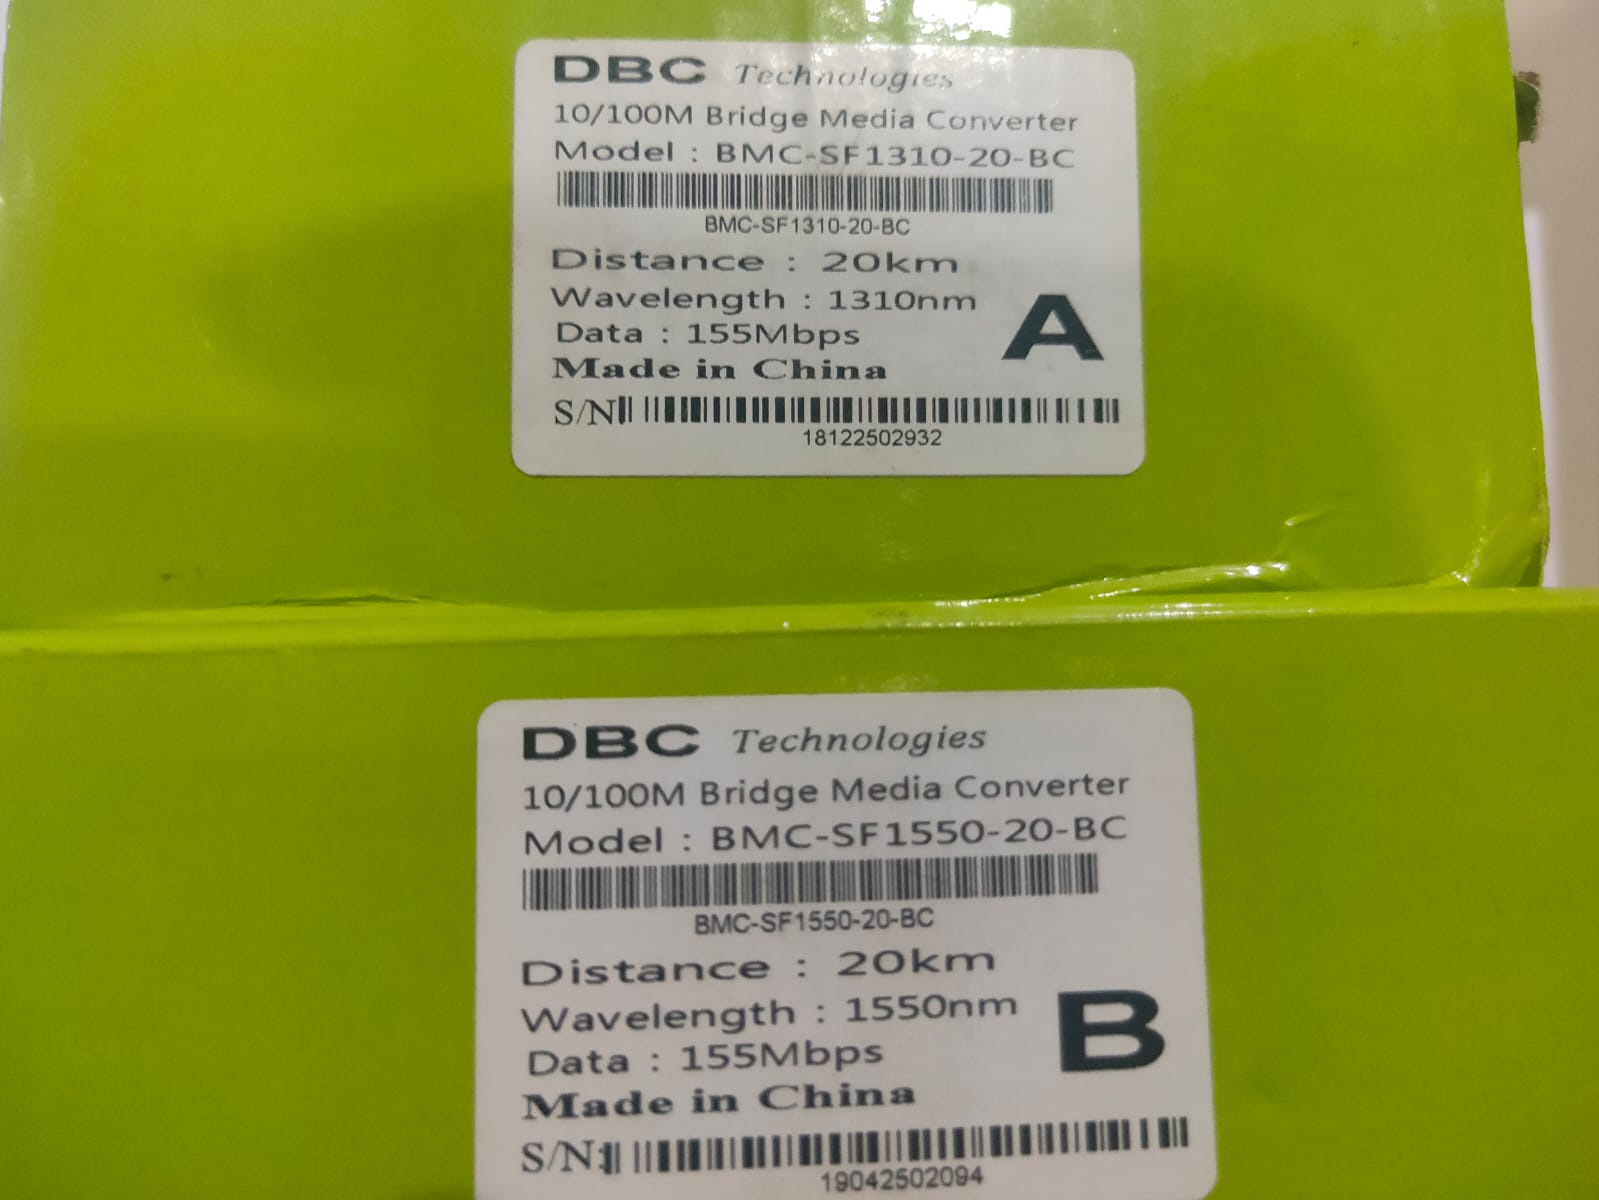 DBC Technologies
10/100M Bridge Media Converter
Model : BMC-SF1310-20-BC
BMC-SF1310-20-BC
Distance : 20km
Wavelength : 1310nm
A
Data : 155Mbps
Made in China
S/N
18122502932
DBC Technologies
10/100M Bridge Media Converter
Model : BMC-SF1550-20-BC
BMC-SF1550-20-BC
Distance : 20km
Wavelength : 1550nm
B
Data : 155Mbps
Made in China
S/N:
19042502094